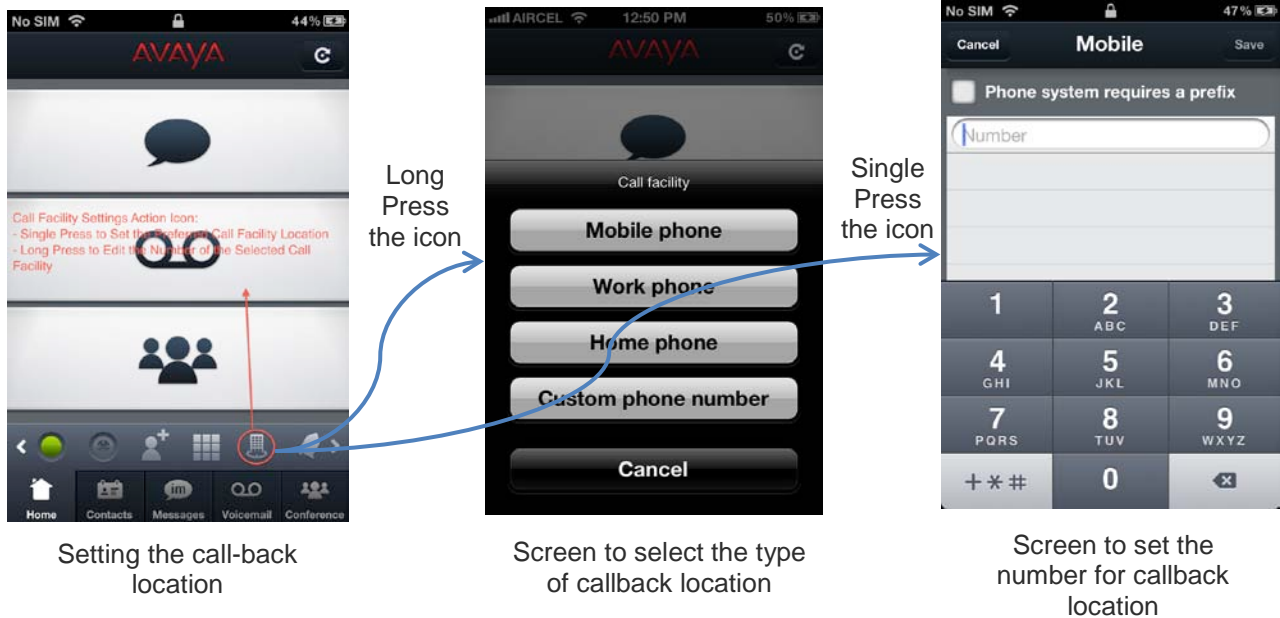 No SIM 44%
AVAYA
Call Facility Settings Action Icon:
- Single Press to Set the Preferred Call Facility Location
- Long Press to Edit the Number of the Selected Call
Facility
Home Contacts Messages Voicemail Conference
im
Setting the call-back
location
Long
Press
the icon
AIRCEL 12:50 PM 50%
AVAYA
Call facility
Mobile phone
Work phone
Home phone
Custom phone number
Cancel
Screen to select the type
of callback location
Single
Press
the icon
No SIM 47%
Cancel Mobile Save
Phone system requires a prefix
Number
1 2 3
ABC DEF
4 5 6
GHI JKL MNO
7 8 9
PQRS TUV WXYZ
+*# 0
Screen to set the
number for callback
location